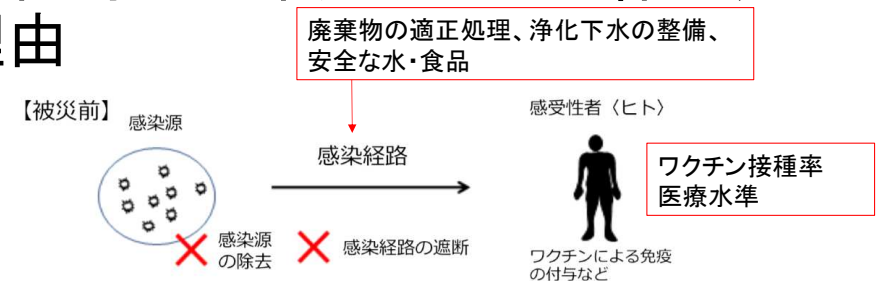 理由
廃棄物の適正処理、浄化下水の整備、
安全な水・食品
【被災前】
感染源
感染経路
感受性者〈ヒト〉
ワクチン接種率
医療水準
感染源
の除去
感染経路の遮断
ワクチンによる免疫
の付与など